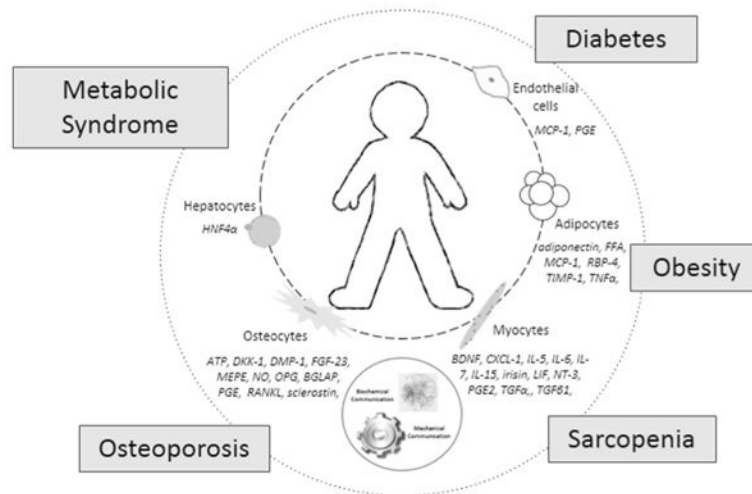 Diabetes
Metabolic
Syndrome
Endothelial
cells
MCP-1, PGE
Hepatocytes
HNF4α
Adipocytes
adiponectin, FFA,
MCP-1, RBP-4,
TIMP-1, TNFα,
Obesity
Osteocytes
ATP, DKK-1, DMP-1, FGF-23,
MEPE, NO, OPG, BGLAP,
PGE, RANKL, sclerostin,
Myocytes
BDNF, CXCL-1, IL-5, IL-6, IL-
7, IL-15, irisin, LIF, NT-3,
PGE2, TGFα,, TGFβ1,
Biochemical
Communication
Mechanical
Communication
Osteoporosis
Sarcopenia